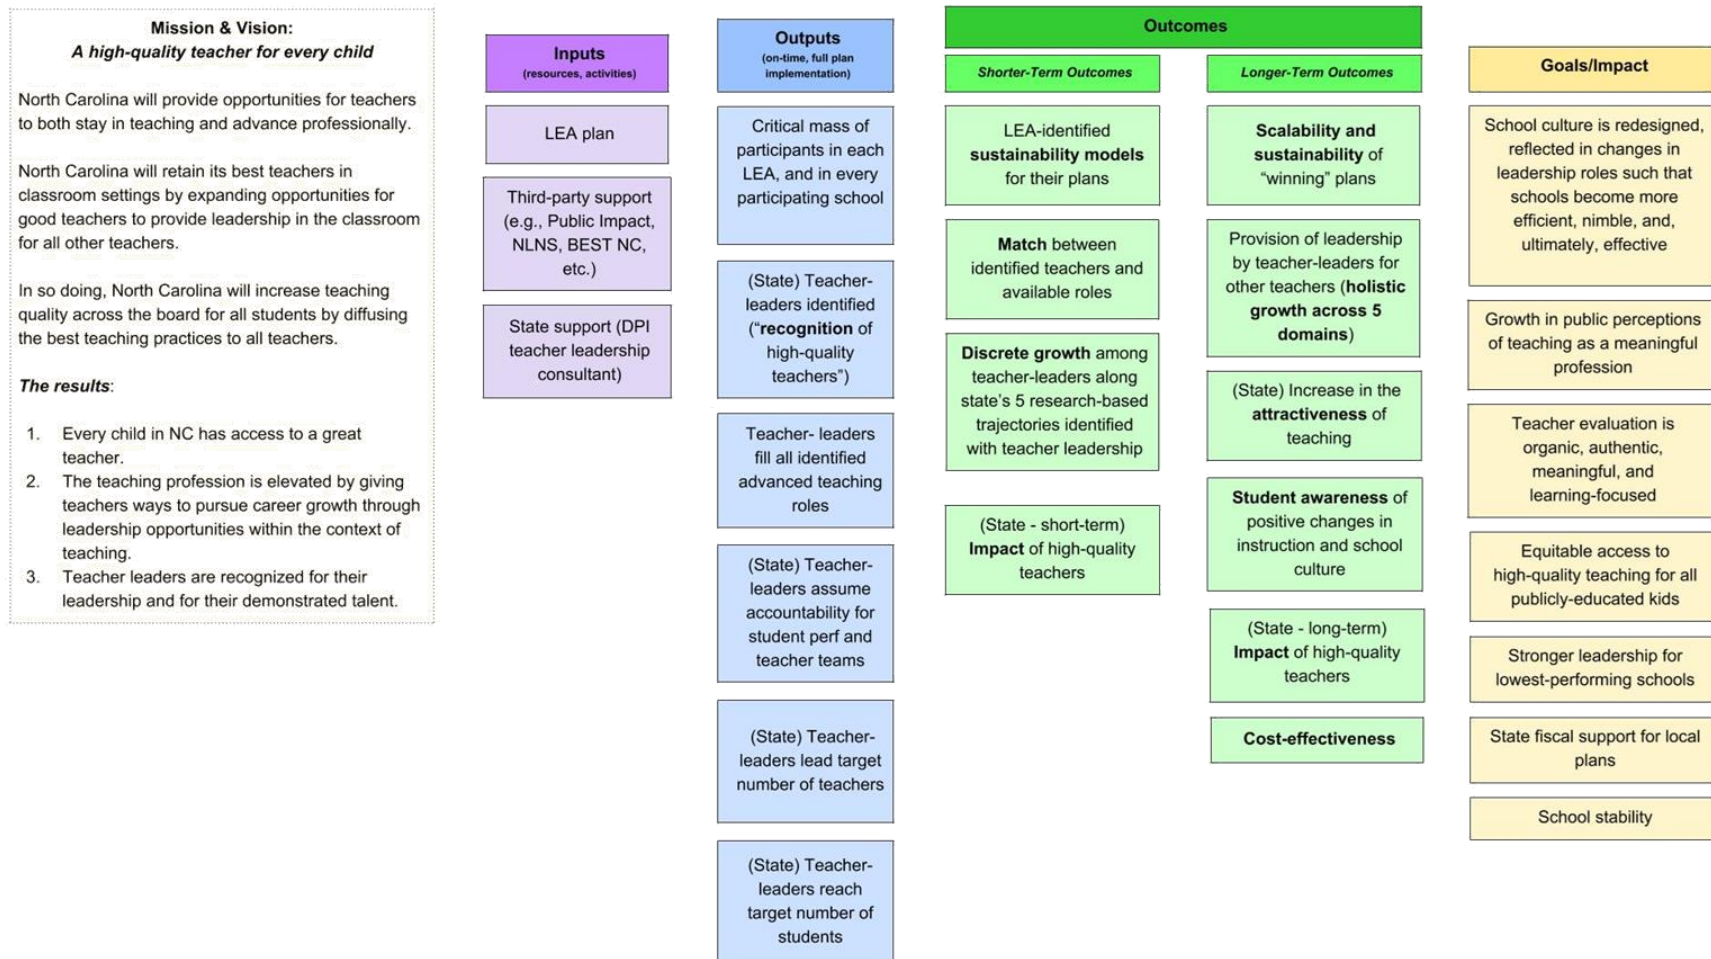 Mission & Vision:
A high-quality teacher for every child
North Carolina will provide opportunities for teachers
to both stay in teaching and advance professionally.
North Carolina will retain its best teachers in
classroom settings by expanding opportunities for
good teachers to provide leadership in the classroom
for all other teachers.
In so doing, North Carolina will increase teaching
quality across the board for all students by diffusing
the best teaching practices to all teachers.
The results:
1. Every child in NC has access to a great
teacher.
2. The teaching profession is elevated by giving
teachers ways to pursue career growth through
leadership opportunities within the context of
teaching.
3. Teacher leaders are recognized for their
leadership and for their demonstrated talent.
Inputs
(resources, activities)
LEA plan
Third-party support
(e.g., Public Impact,
NLNS, BEST NC,
etc.)
State support (DPI
teacher leadership
consultant)
Outputs
(on-time, full plan
implementation)
Critical mass of
participants in each
LEA, and in every
participating school
(State) Teacher-
leaders identified
(“recognition of
high-quality
teachers”)
Teacher- leaders
fill all identified
advanced teaching
roles
(State) Teacher-
leaders assume
accountability for
student perf and
teacher teams
(State) Teacher-
leaders lead target
number of teachers
(State) Teacher-
leaders reach
target number of
students
Outcomes
Shorter-Term Outcomes
LEA-identified
sustainability models
for their plans
Match between
identified teachers and
available roles
Discrete growth among
teacher-leaders along
state’s 5 research-based
trajectories identified
with teacher leadership
(State - short-term)
Impact of high-quality
teachers
Longer-Term Outcomes
Scalability and
sustainability of
“winning” plans
Provision of leadership
by teacher-leaders for
other teachers (holistic
growth across 5
domains)
(State) Increase in the
attractiveness of
teaching
Student awareness of
positive changes in
instruction and school
culture
(State - long-term)
Impact of high-quality
teachers
Cost-effectiveness
Goals/Impact
School culture is redesigned,
reflected in changes in
leadership roles such that
schools become more
efficient, nimble, and,
ultimately, effective
Growth in public perceptions
of teaching as a meaningful
profession
Teacher evaluation is
organic, authentic,
meaningful, and
learning-focused
Equitable access to
high-quality teaching for all
publicly-educated kids
Stronger leadership for
lowest-performing schools
State fiscal support for local
plans
School stability